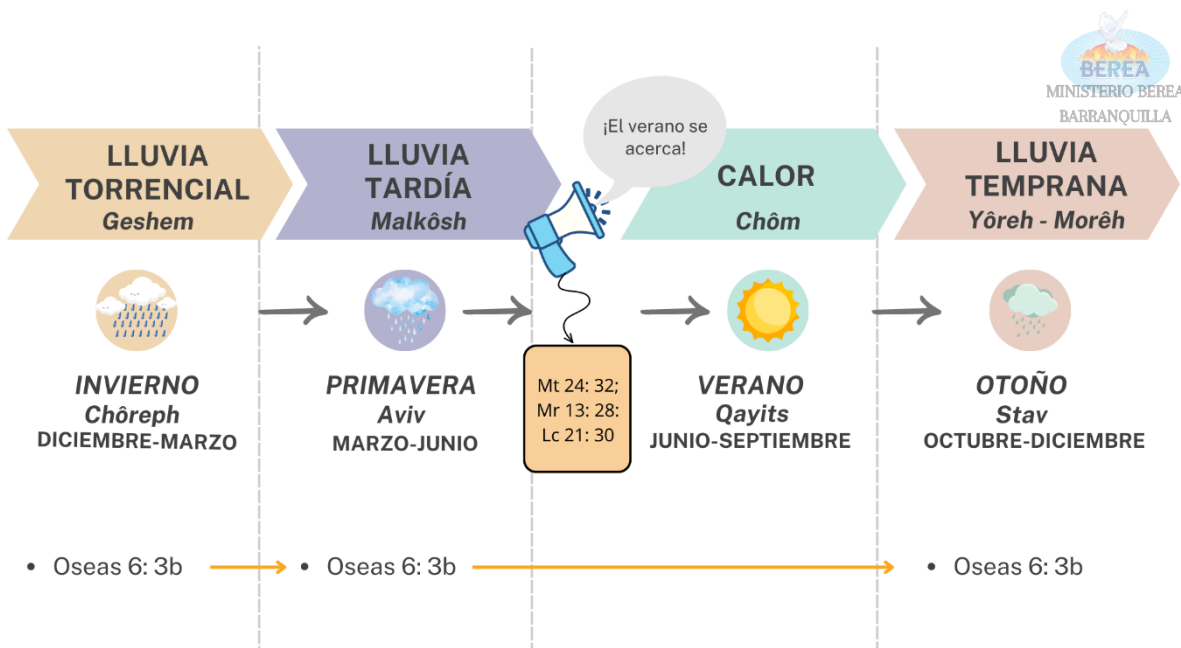 BEREA
MINISTERIO BEREA
BARRANQUILLA
¡El verano se
acerca!
LLUVIA
TORRENCIAL
Geshem
LLUVIA
TARDÍA
Malkôsh
CALOR
Chôm
LLUVIA
TEMPRANA
Yôreh - Morêh
INVIERNO
Chôreph
DICIEMBRE-MARZO
PRIMAVERA
Aviv
MARZO-JUNIO
Mt 24: 32;
Mr 13: 28:
Lc 21: 30
VERANO
Qayits
JUNIO-SEPTIEMBRE
OTOÑO
Stav
OCTUBRE-DICIEMBRE
• Oseas 6: 3b
• Oseas 6: 3b
• Oseas 6: 3b